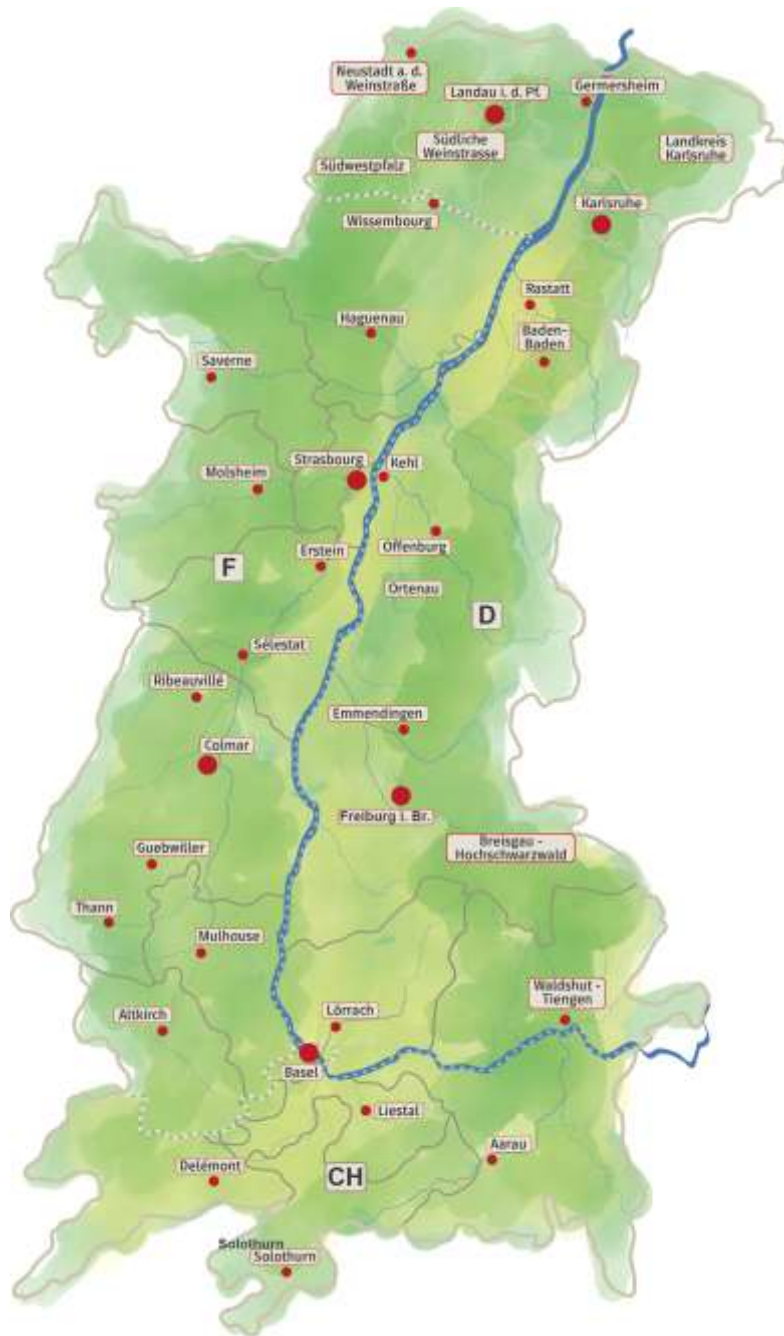 Neustadt a. d.
Weinstraße
Landau i. d. Pf.
Germersheim
Südliche
Weinstrasse
Landkreis
Karlsruhe
Südwestpfalz
Karlsruhe
Wissembourg
Rastatt
Haguenau
Baden-
Baden
Saverne
Strasbourg
Kehl
Molsheim
Offenburg
Erstein
F
Ortenau
D
Sélestat
Ribeauvillé
Emmendingen
Colmar
Freiburg i. Br.
Guebwiller
Breisgau -
Hochschwarzwald
Thann
Mulhouse
Waldshut -
Tiengen
Altkirch
Lörrach
Basel
Liestal
Aarau
Delémont
CH
Solothurn
Solothurn